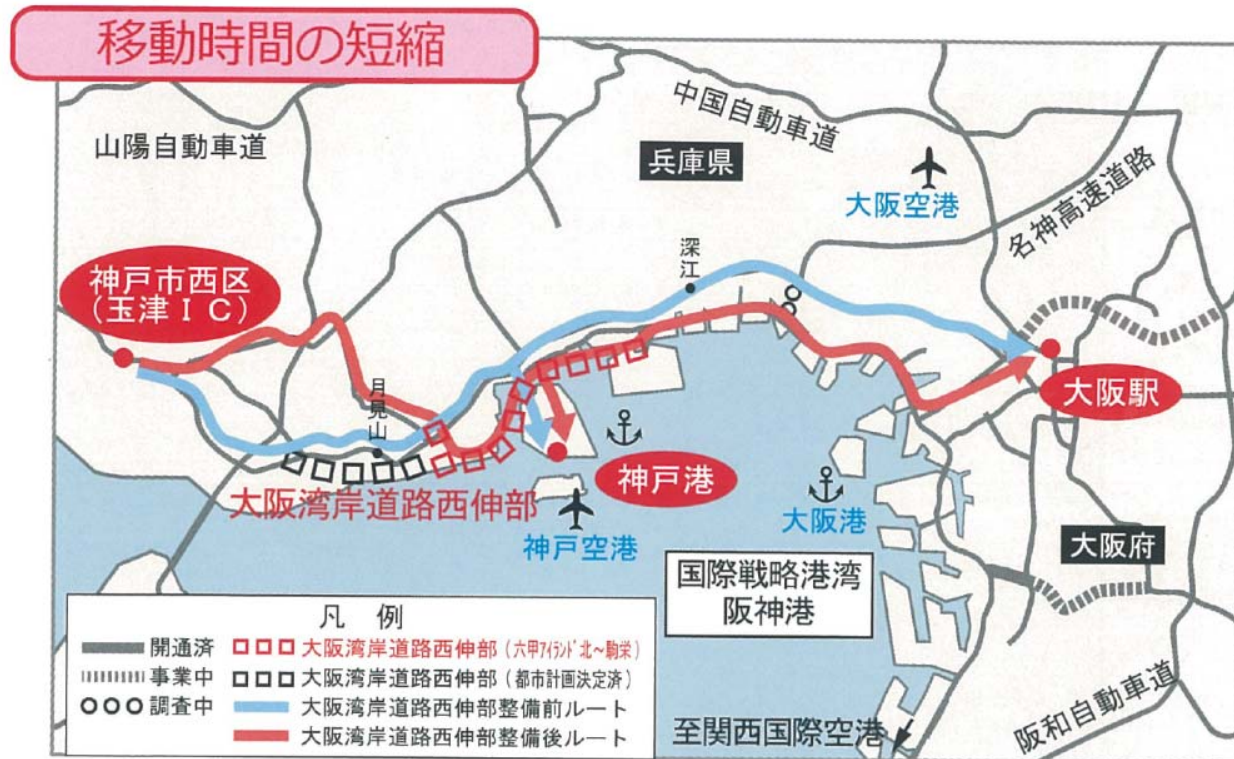 移動時間の短縮
中国自動車道
山陽自動車道
兵庫県
大阪空港
名神高速道路
深江
神戸市西区
(玉津IC)
月見山
大阪駅
大阪湾岸道路西伸部
神戸港
神戸空港
大阪港
大阪府
国際戦略港湾
阪神港
凡例
開通済
事業中
調査中
大阪湾岸道路西伸部(六甲ｱｲﾗﾝﾄﾞ北~駒栄)
大阪湾岸道路西伸部(都市計画決定済)
大阪湾岸道路西伸部整備前ルート
大阪湾岸道路西伸部整備後ルート
至関西国際空港
阪和自動車道